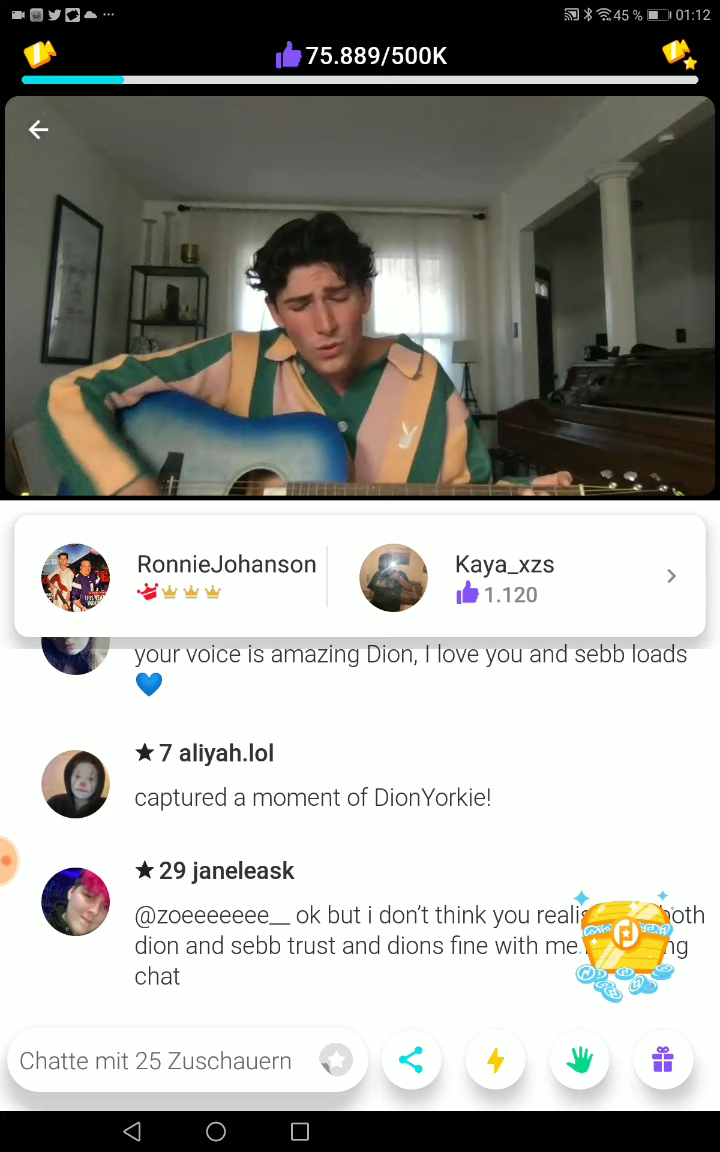 45 % 01:12
75.889/500K
RonnieJohanson
Kaya_xzs
1.120
your voice is amazing Dion, I love you and sebb loads
7 aliyah.lol
captured a moment of DionYorkie!
29 janeleask
@zoeeeeeee__ ok but i don't think you both
dion and sebb trust and dions fine with
chat
Chatte mit 25 Zuschauern